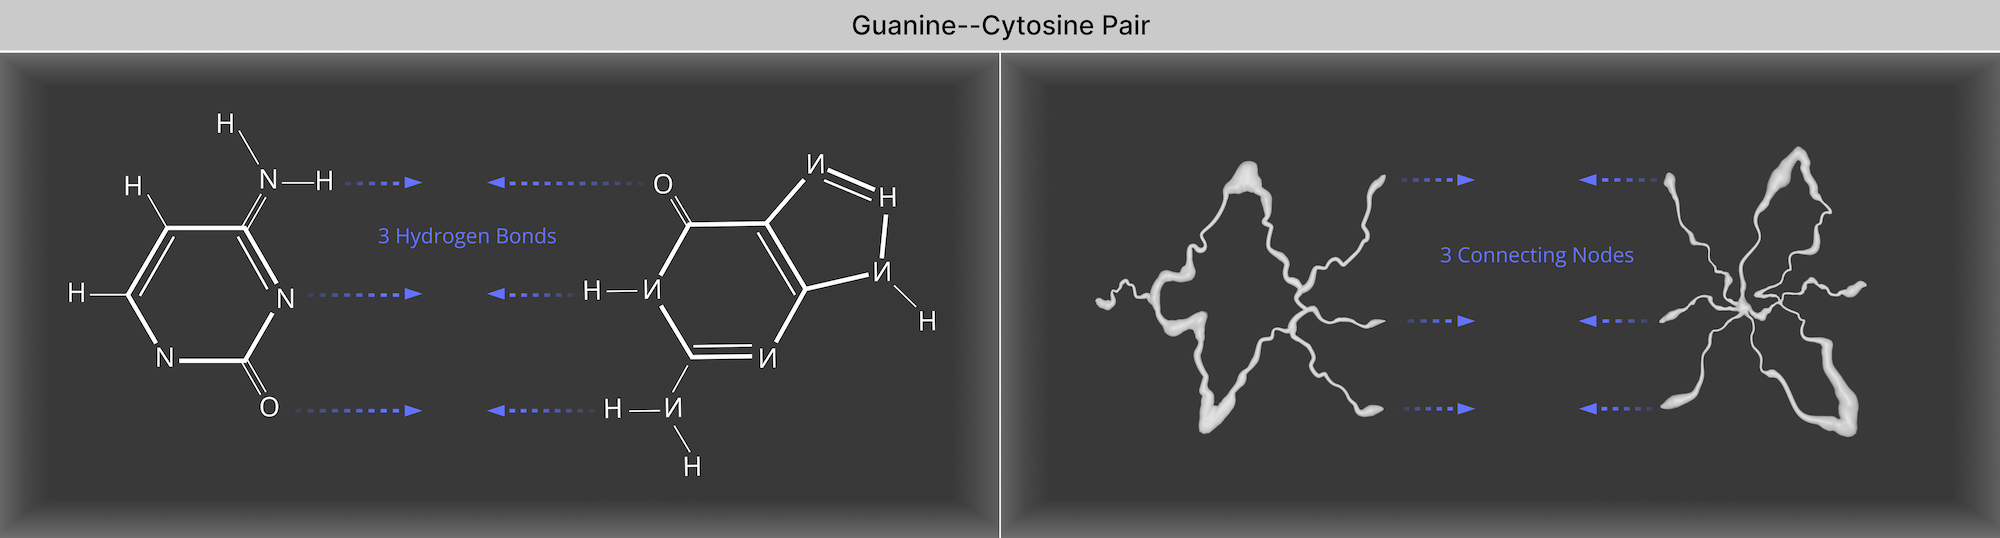 Guanine--Cytosine Pair
H
H
N
H
H
N
H
N
O
3 Hydrogen Bonds
O
И
H
И
H
H
И
И
H
И
H
3 Connecting Nodes